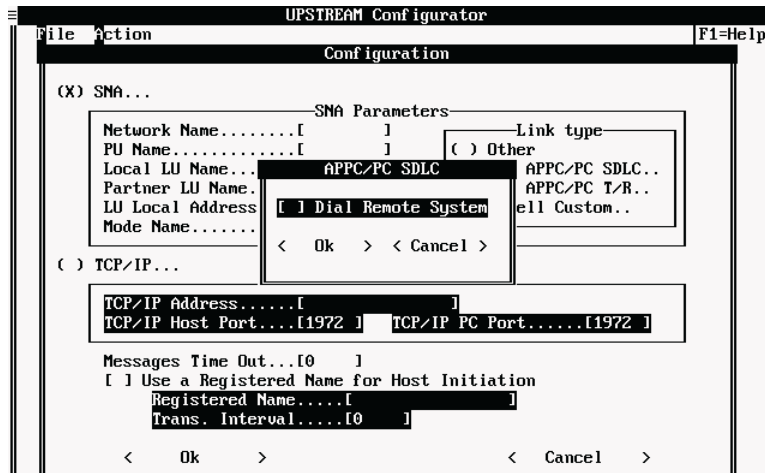 UPSTREAM Configurator
File Action F1=Help
Configuration
(X) SNA...
SNA Parameters
Network Name........[ ]
PU Name.............[ ]
Local LU Name...
Partner LU Name.
LU Local Address
Mode Name.......
Link type
( ) Other
APPC/PC SDLC..
APPC/PC T/R..
ell Custom..
APPC/PC SDLC
[ ] Dial Remote System
< Ok > < Cancel >
( ) TCP/IP...
TCP/IP Address......[ ]
TCP/IP Host Port....[1972 ] TCP/IP PC Port......[1972 ]
Messages Time Out...[0 ]
[ ] Use a Registered Name for Host Initiation
Registered Name.....[ ]
Trans. Interval.....[0 ]
< Ok > < Cancel >